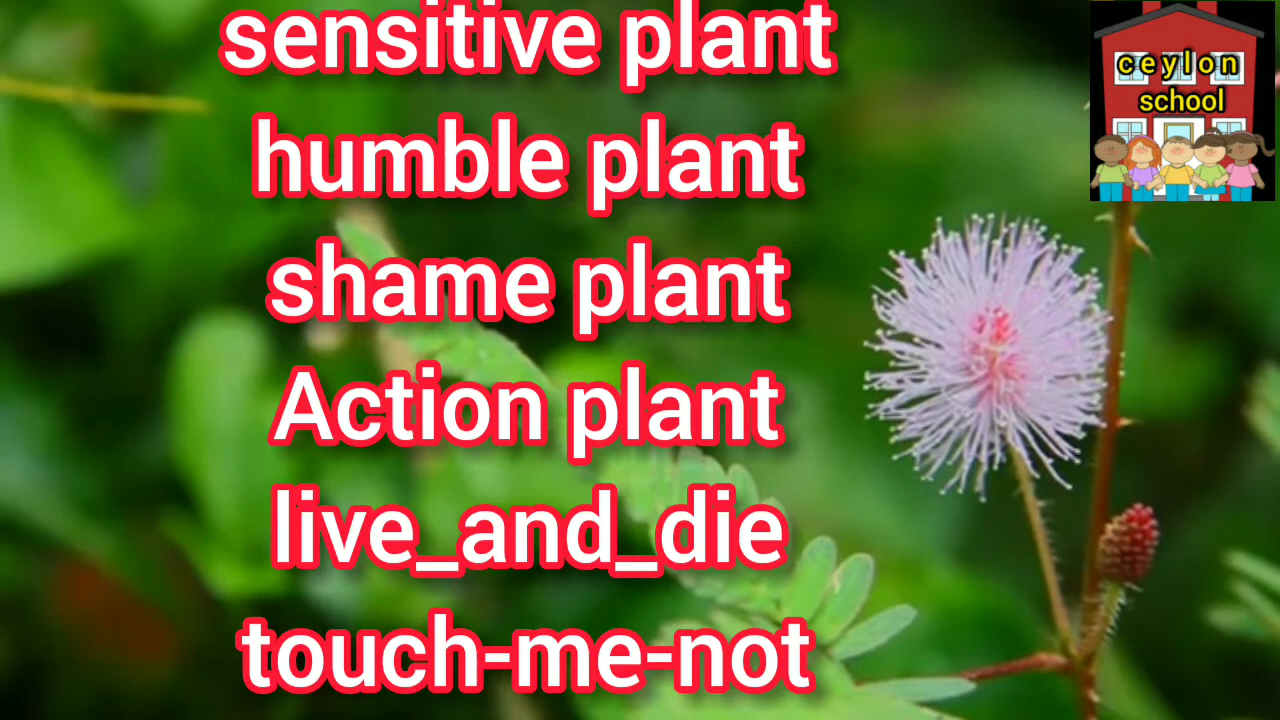 sensitive plant
humble plant
shame plant
Action plant
live_and_die
touch-me-not
ceylon
school